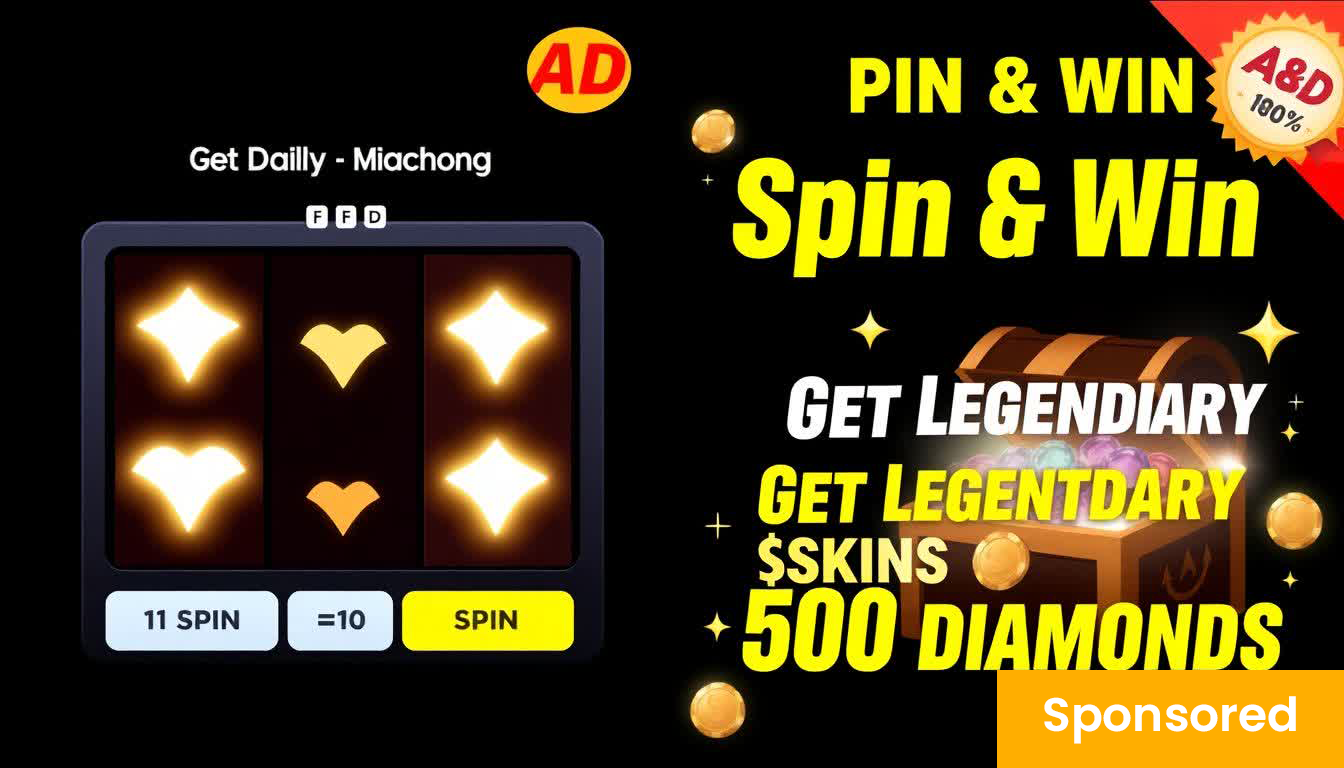 AD
Get Dailly - Miachong
F F D
11 SPIN
=10
SPIN
PIN & WIN
A&D
180%
Spin & Win
GET LEGENDIARY
GET LEGENTDARY
$SKINS
500 DIAMONDS
Sponsored